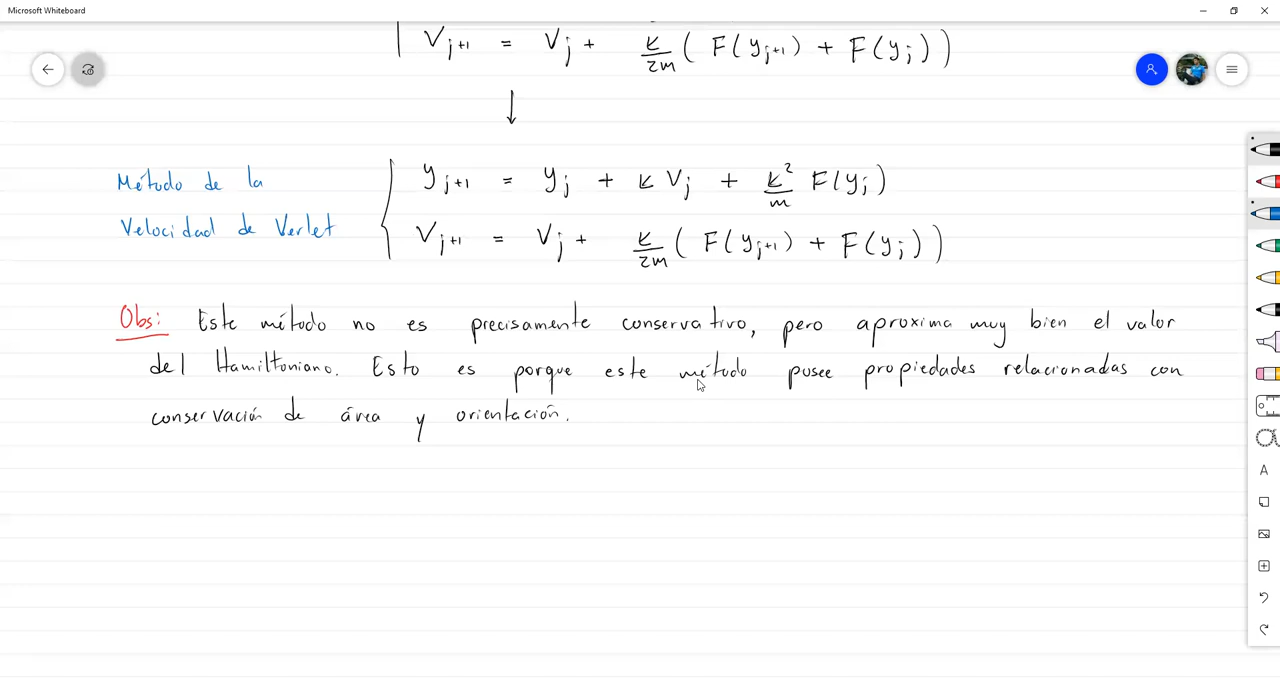 Microsoft Whiteboard
V_{j+1} = V_j + k/2m ( F(y_{j+1}) + F(y_j) )
↓
Método de la
Velocidad de Verlet
y_{j+1} = y_j + k V_j + k²/m F(y_j)
V_{j+1} = V_j + k/2m ( F(y_{j+1}) + F(y_j) )
Obs: Este método no es precisamente conservativo, pero aproxima muy bien el valor
del Hamiltoniano. Esto es porque este método posee propiedades relacionadas con
conservación de área y orientación.
A